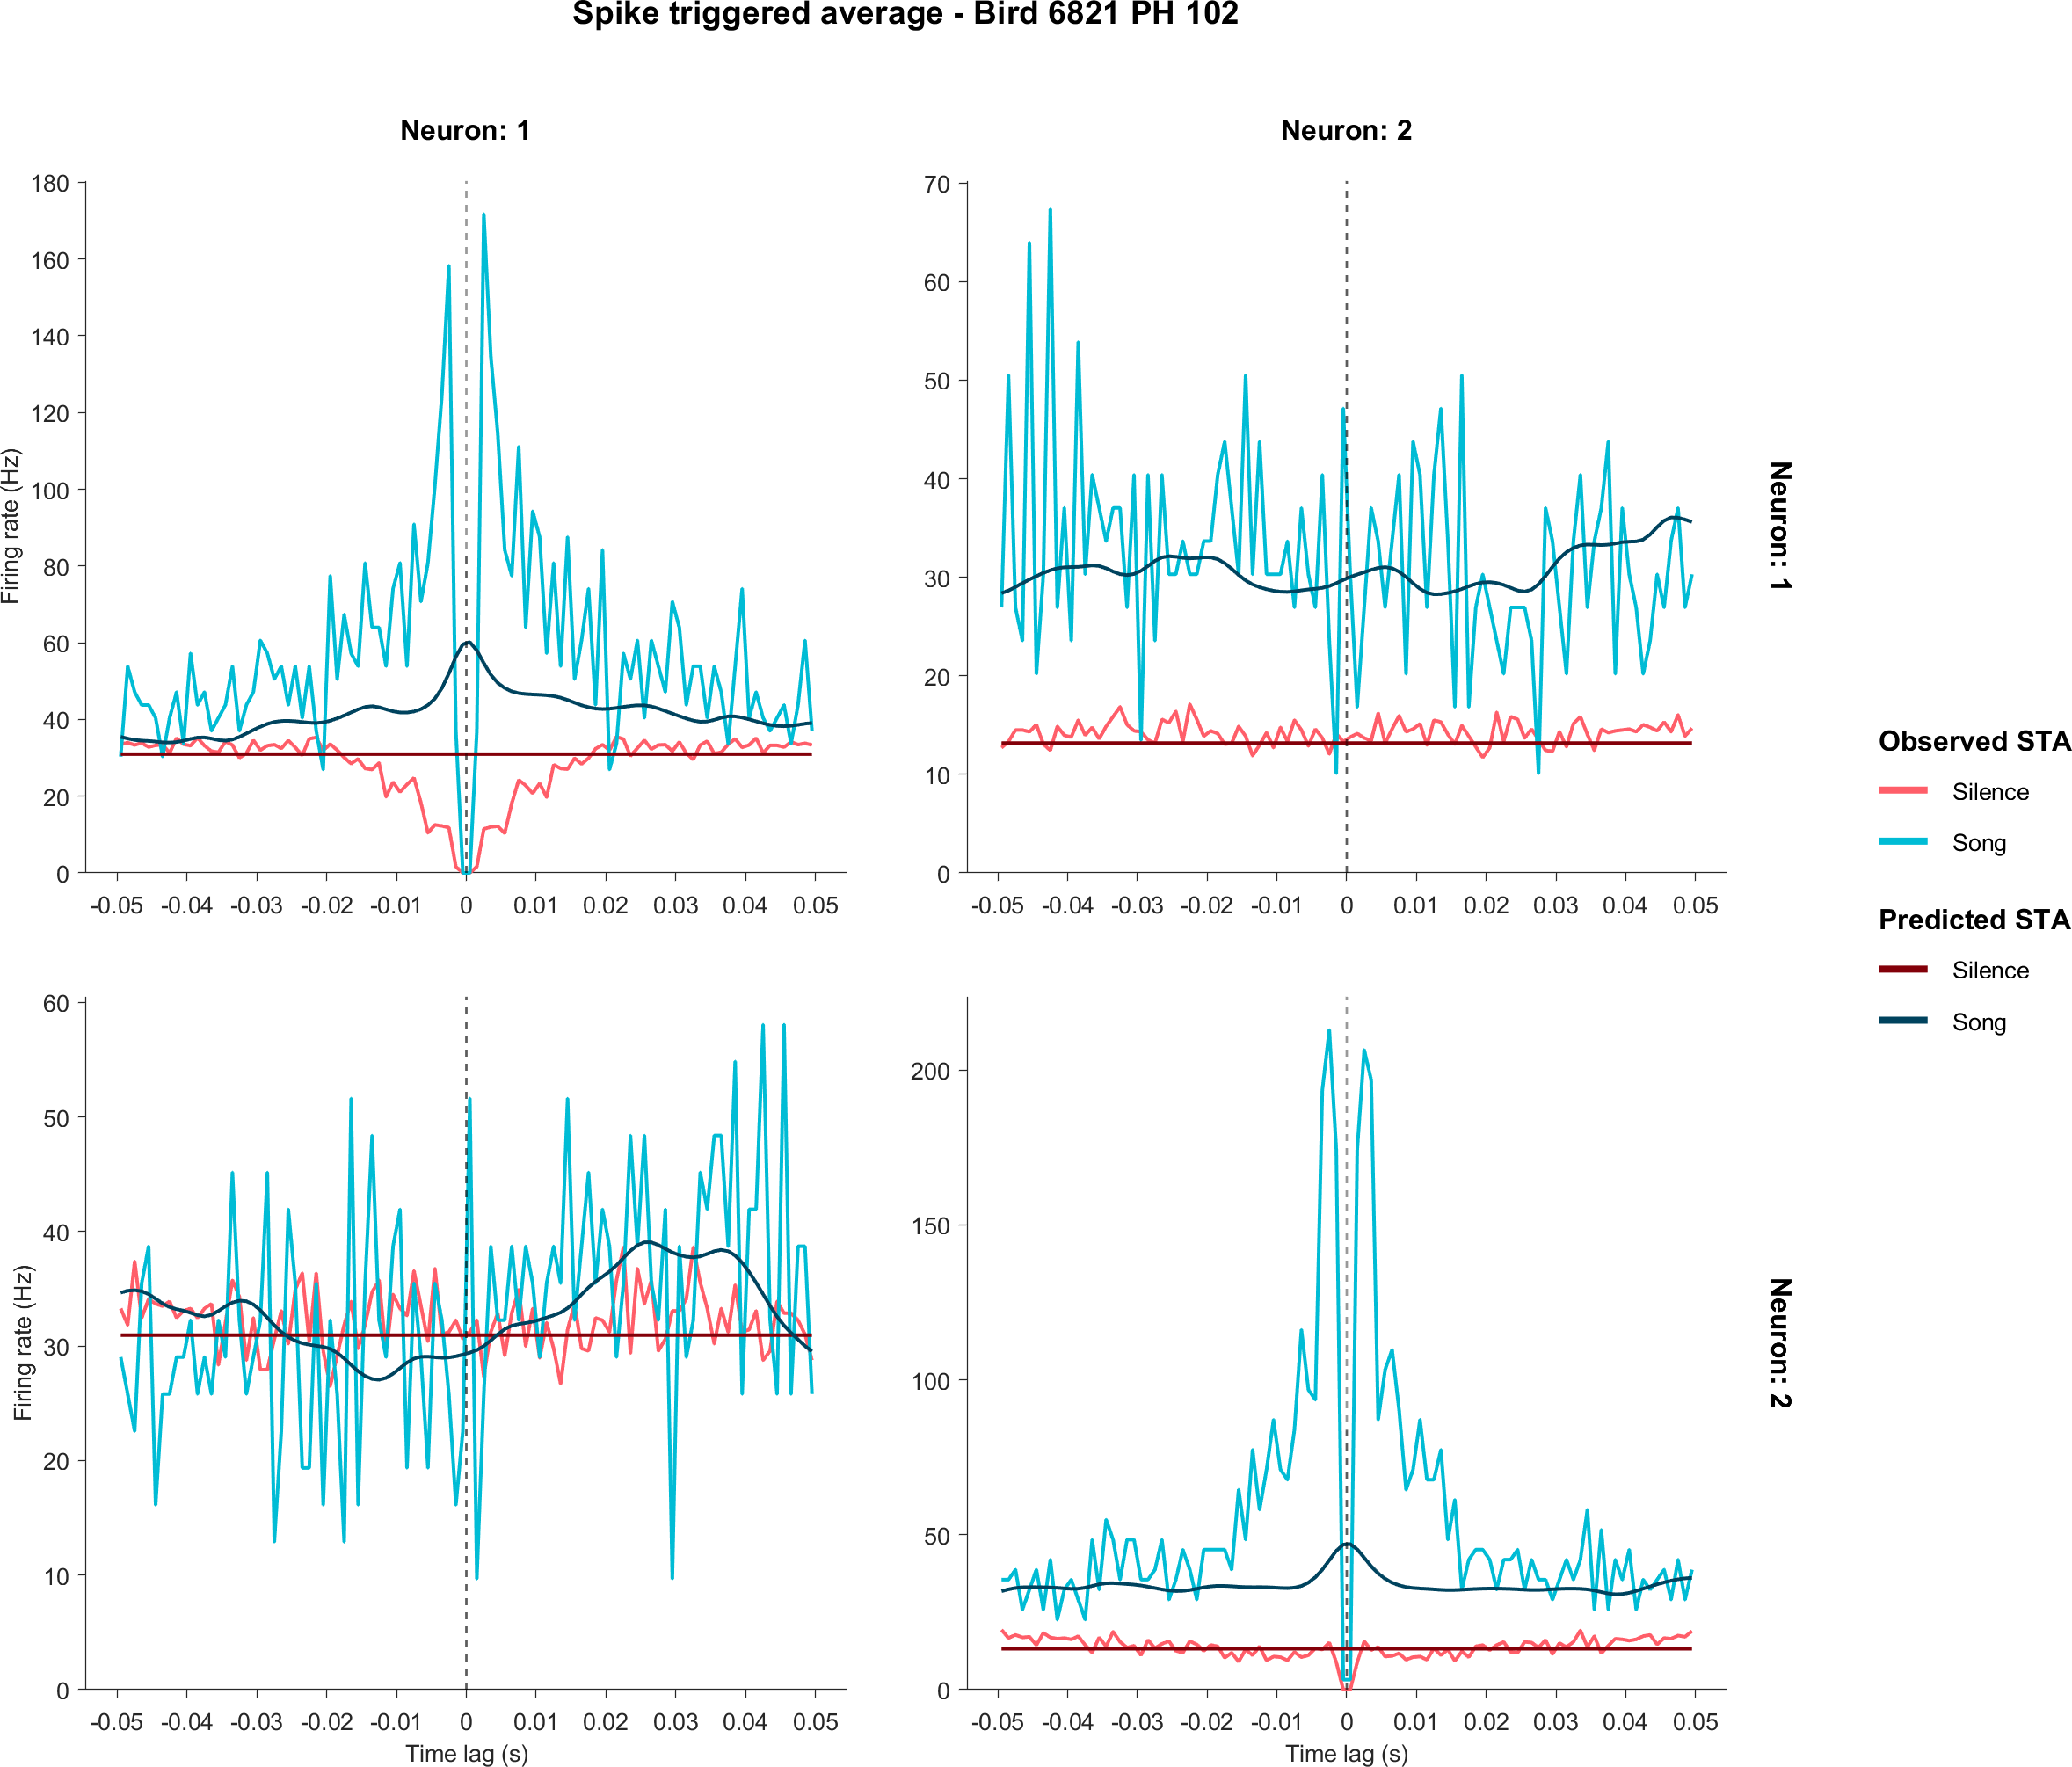 Spike triggered average - Bird 6821 PH 102
Neuron: 1
Neuron: 2
180
160
140
120
100
80
60
40
20
0
Firing rate (Hz)
-0.05 -0.04 -0.03 -0.02 -0.01 0 0.01 0.02 0.03 0.04 0.05
70
60
50
40
30
20
10
0
-0.05 -0.04 -0.03 -0.02 -0.01 0 0.01 0.02 0.03 0.04 0.05
Neuron: 1
60
50
40
30
20
10
0
Firing rate (Hz)
-0.05 -0.04 -0.03 -0.02 -0.01 0 0.01 0.02 0.03 0.04 0.05
Time lag (s)
200
150
100
50
0
-0.05 -0.04 -0.03 -0.02 -0.01 0 0.01 0.02 0.03 0.04 0.05
Time lag (s)
Neuron: 2
Observed STA
Silence
Song
Predicted STA
Silence
Song